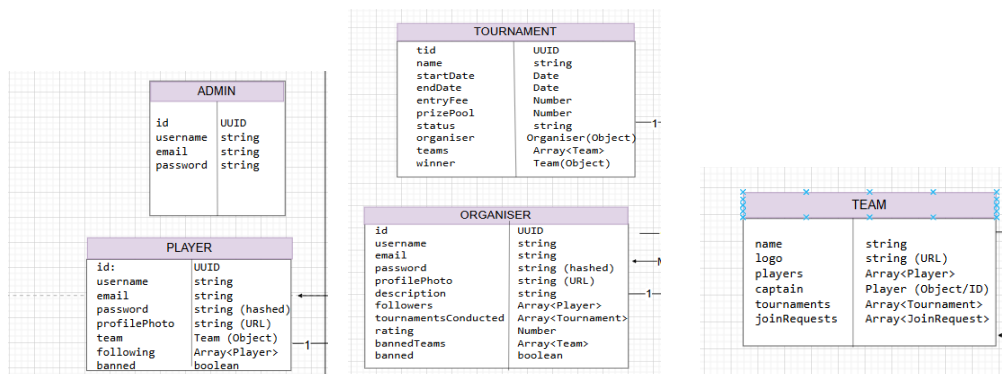 ADMIN
id UUID
username string
email string
password string
PLAYER
id: UUID
username string
email string
password string (hashed)
profilePhoto string (URL)
team Team (Object)
following Array<Player>
banned boolean
1
TOURNAMENT
tid UUID
name string
startDate Date
endDate Date
entryFee Number
prizePool Number
status string
organiser Organiser(Object)
teams Array<Team>
winner Team(Object)
1
ORGANISER
id UUID
username string
email string
password string (hashed)
profilePhoto string (URL)
description string
followers Array<Player>
tournamentsConducted Array<Tournament>
rating Number
bannedTeams Array<Team>
banned boolean
1
TEAM
name string
logo string (URL)
players Array<Player>
captain Player (Object/ID)
tournaments Array<Tournament>
joinRequests Array<JoinRequest>